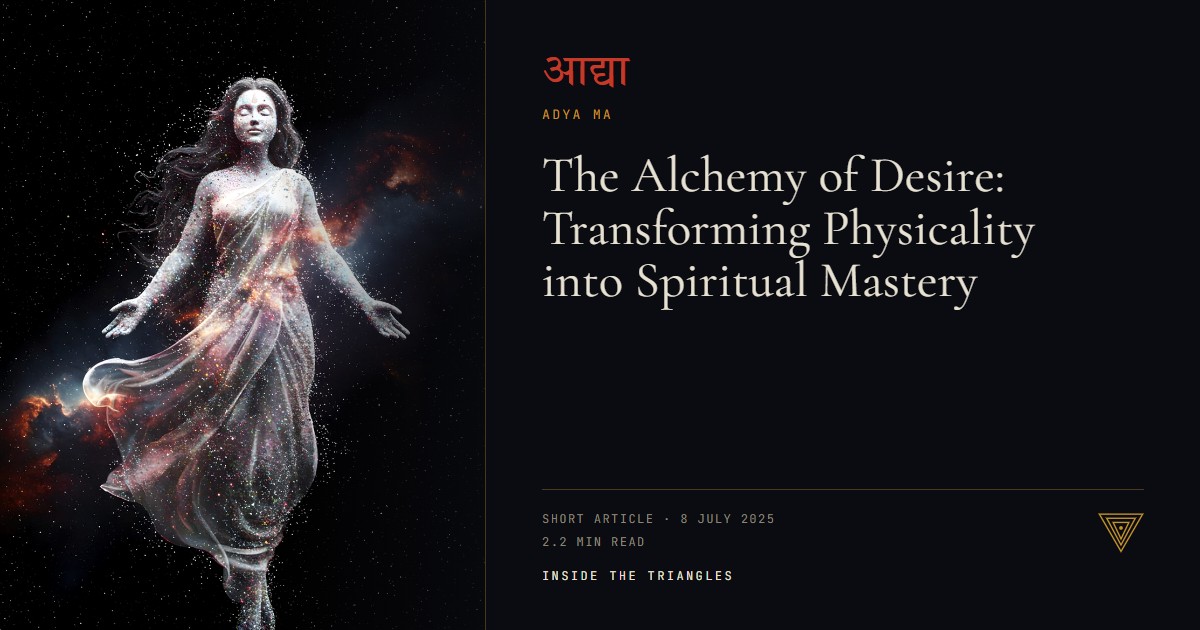 आद्या
ADYA MA
The Alchemy of Desire:
Transforming Physicality
into Spiritual Mastery
SHORT ARTICLE · 8 JULY 2025
2.2 MIN READ
INSIDE THE TRIANGLES